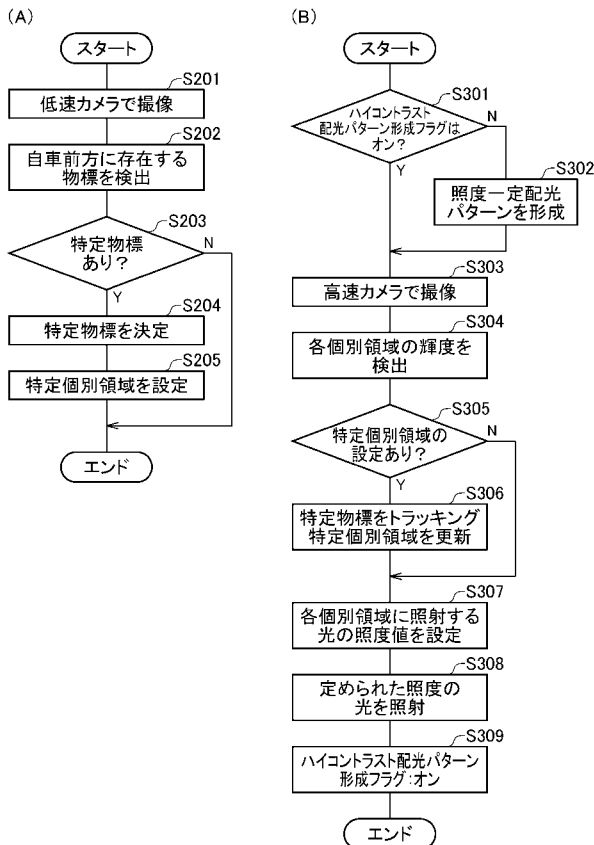 (A)
スタート
S201
低速カメラで撮像
S202
自車前方に存在する
物標を検出
S203
特定物標
あり？
N
Y
S204
特定物標を決定
S205
特定個別領域を設定
エンド
(B)
スタート
S301
ハイコントラスト
配光パターン形成フラグは
オン？
N
Y
S302
照度一定配光
パターンを形成
S303
高速カメラで撮像
S304
各個別領域の輝度を
検出
S305
特定個別領域の
設定あり？
N
Y
S306
特定物標をトラッキング
特定個別領域を更新
S307
各個別領域に照射する
光の照度値を設定
S308
定められた照度の
光を照射
S309
ハイコントラスト配光パターン
形成フラグ：オン
エンド